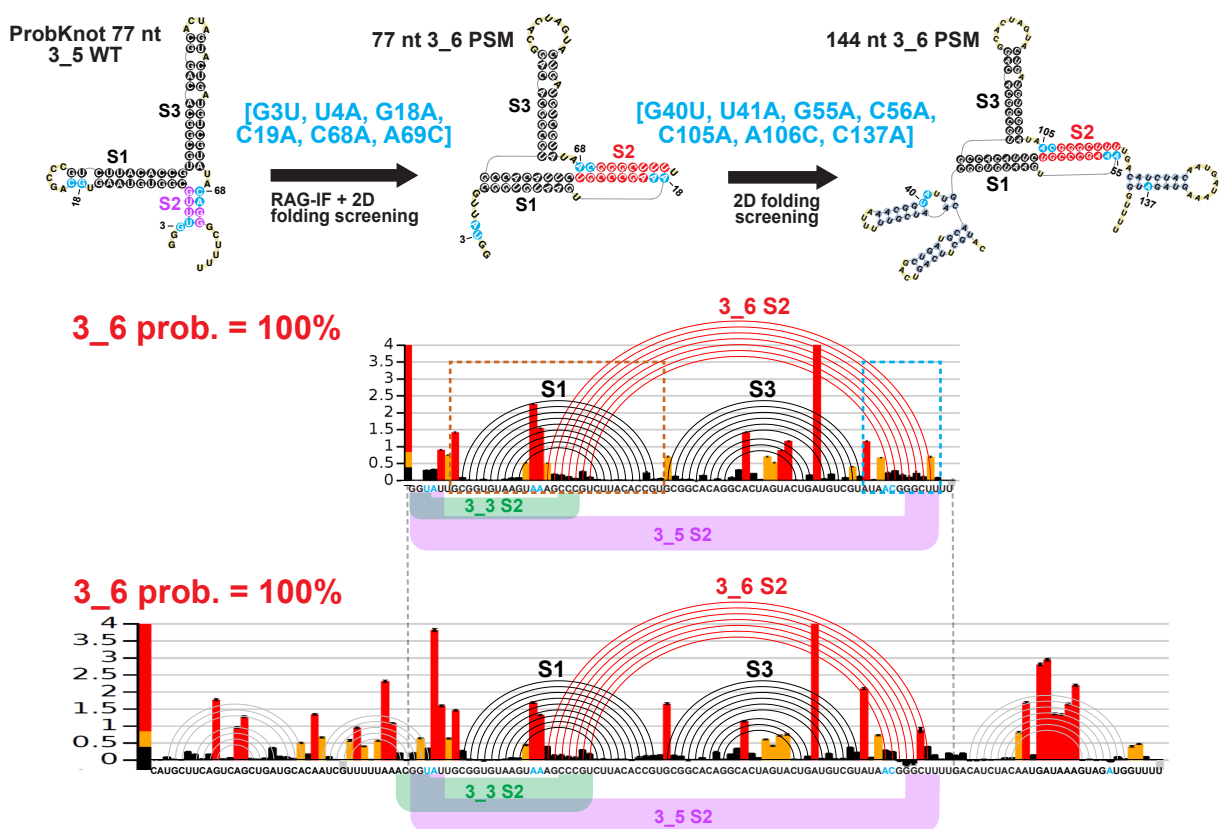 ProbKnot 77 nt
3_5 WT
77 nt 3_6 PSM
144 nt 3_6 PSM
[G3U, U4A, G18A,
C19A, C68A, A69C]
RAG-IF + 2D
folding screening
[G40U, U41A, G55A, C56A,
C105A, A106C, C137A]
2D folding
screening
S3
S1
S2
18
3
68
S3
S1
S2
68
18
3
S3
S1
S2
105
55
40
137
3_6 prob. = 100%
3_6 S2
S1
S3
4
3.5
3
2.5
2
1.5
1
0.5
0
GGUAUUGCGGUGUAAGUAAAGCCCGUCUUACACCGUGCGGCACAGGCACUAGUACUGAUGUCGUAUAACGGGCUUUU
3_3 S2
3_5 S2
3_6 prob. = 100%
3_6 S2
S1
S3
4
3.5
3
2.5
2
1.5
1
0.5
0
CAUGCUUCAGUCAGCUGAUGCACAAUCGUUUUUAAACGGUAUUGCGGUGUAAGUAAAGCCCGUCUUACACCGUGCGGCACAGGCACUAGUACUGAUGUCGUAUAACGGGCUUUUGACAUCUACAAUGAUAAAGUAGAUGGUUUU
3_3 S2
3_5 S2